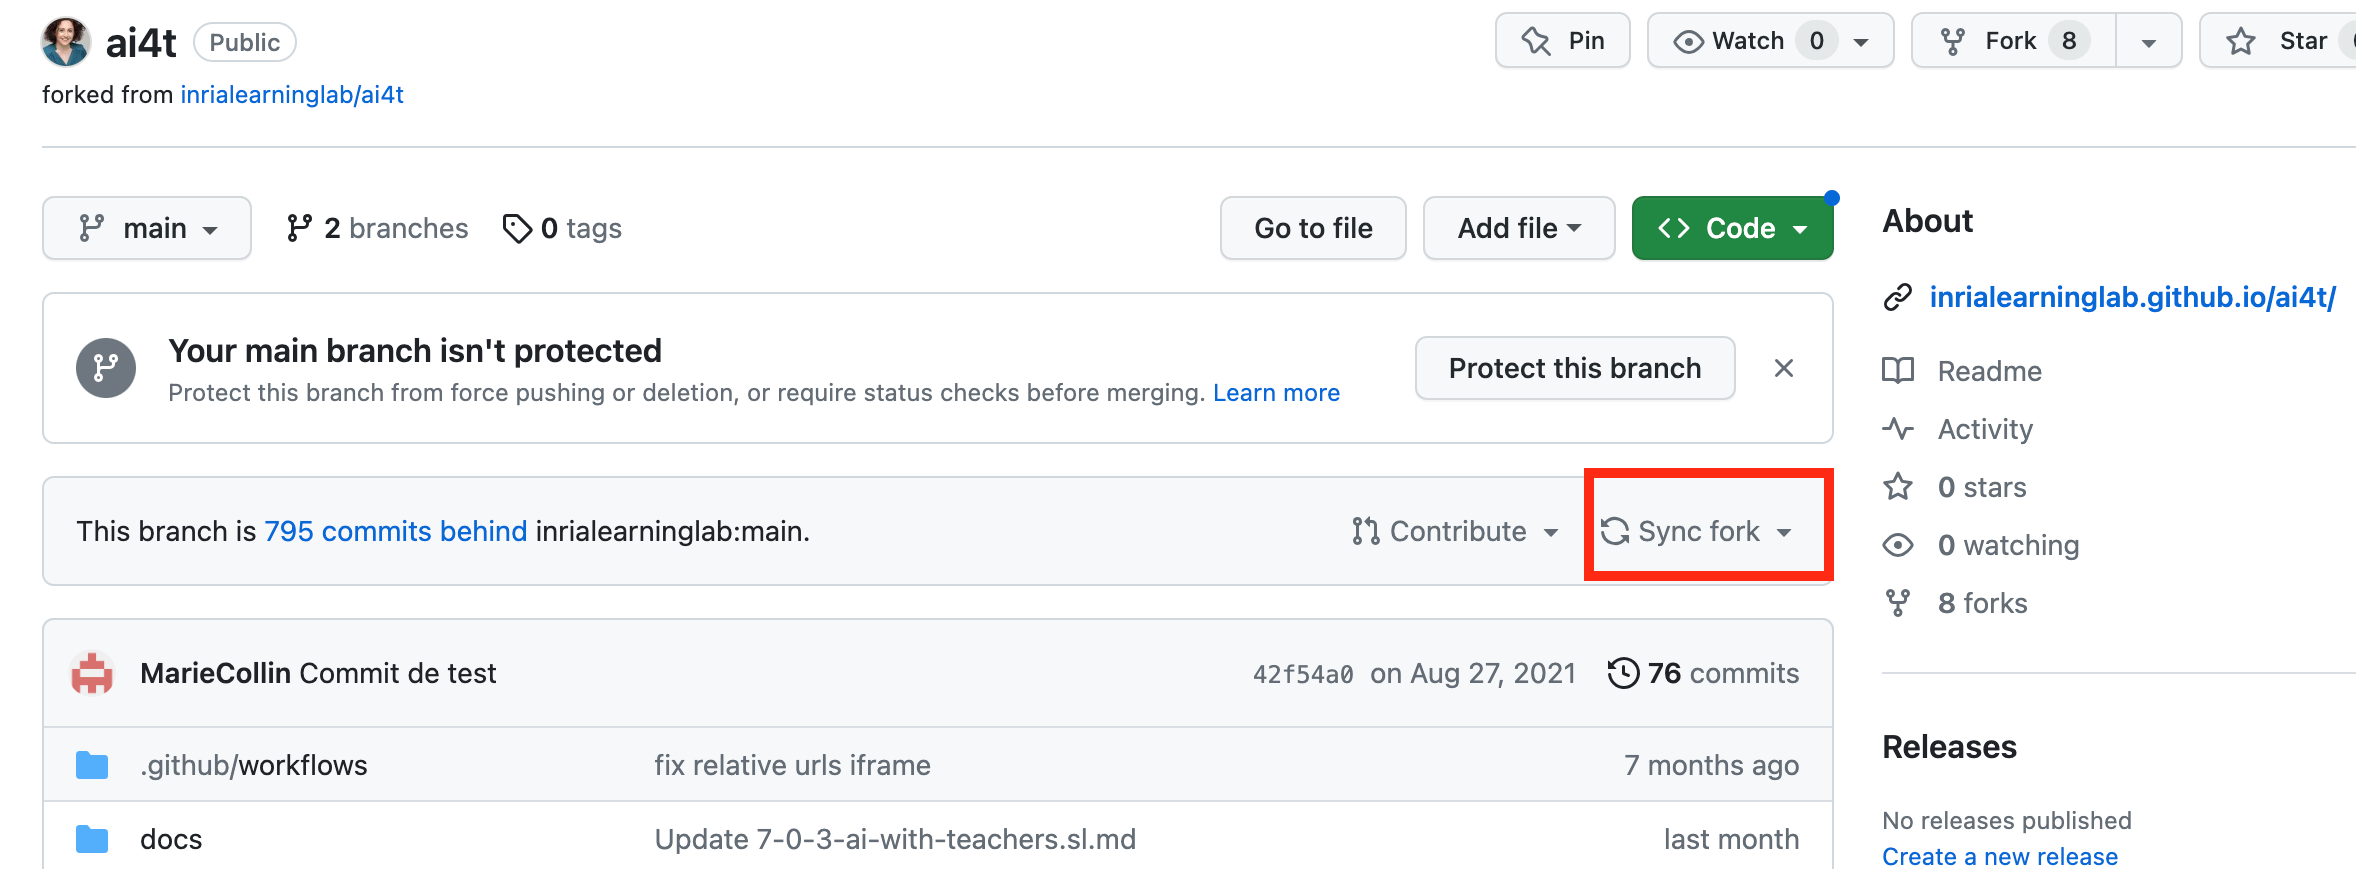 ai4t Public Pin Watch 0 Fork 8 Star
forked from inrialearninglab/ai4t
main 2 branches 0 tags Go to file Add file Code
Your main branch isn't protected
Protect this branch from force pushing or deletion, or require status checks before merging. Learn more
Protect this branch
This branch is 795 commits behind inrialearninglab:main. Contribute Sync fork
MarieCollin Commit de test 42f54a0 on Aug 27, 2021 76 commits
.github/workflows fix relative urls iframe 7 months ago
docs Update 7-0-3-ai-with-teachers.sl.md last month
About
inrialearninglab.github.io/ai4t/
Readme
Activity
0 stars
0 watching
8 forks
Releases
No releases published
Create a new release